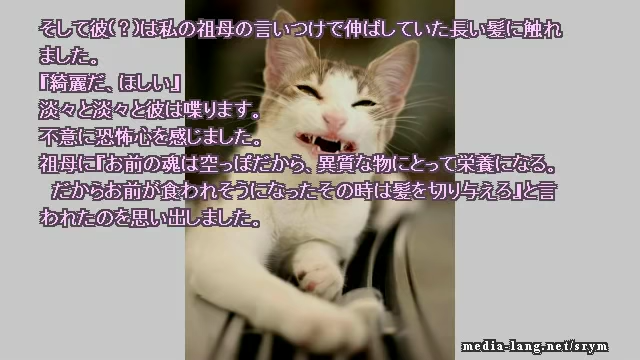 そして彼(?)は私の祖母の言いつけで伸ばしていた長い髪に触れ
ました。
『綺麗だ、ほしい』
淡々と淡々と彼は喋ります。
不意に恐怖心を感じました。
祖母に『お前の魂は空っぽだから、異質な物にとって栄養になる。
だからお前が食われそうになったその時は髪を切り与えろ』と言
われたのを思い出しました。
media-lang.net/srym